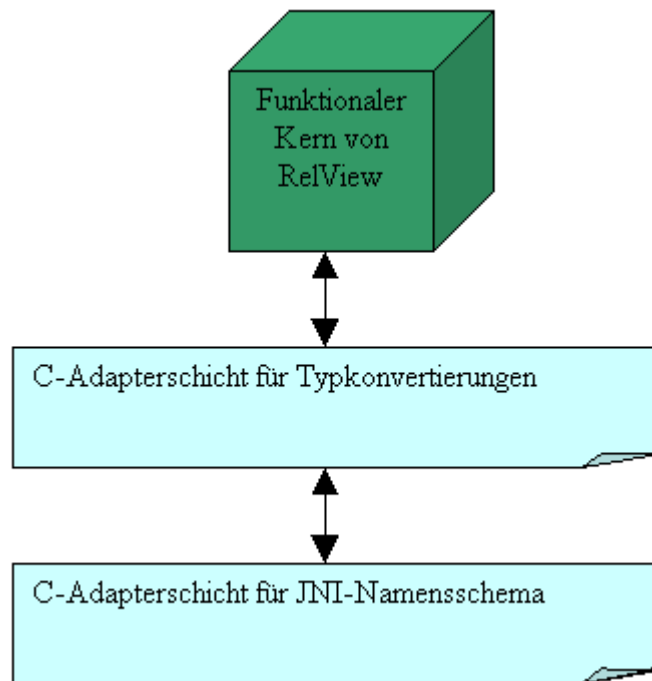 Funktionaler
Kern von
RelView
C-Adapterschicht für Typkonvertierungen
C-Adapterschicht für JNI-Namensschema